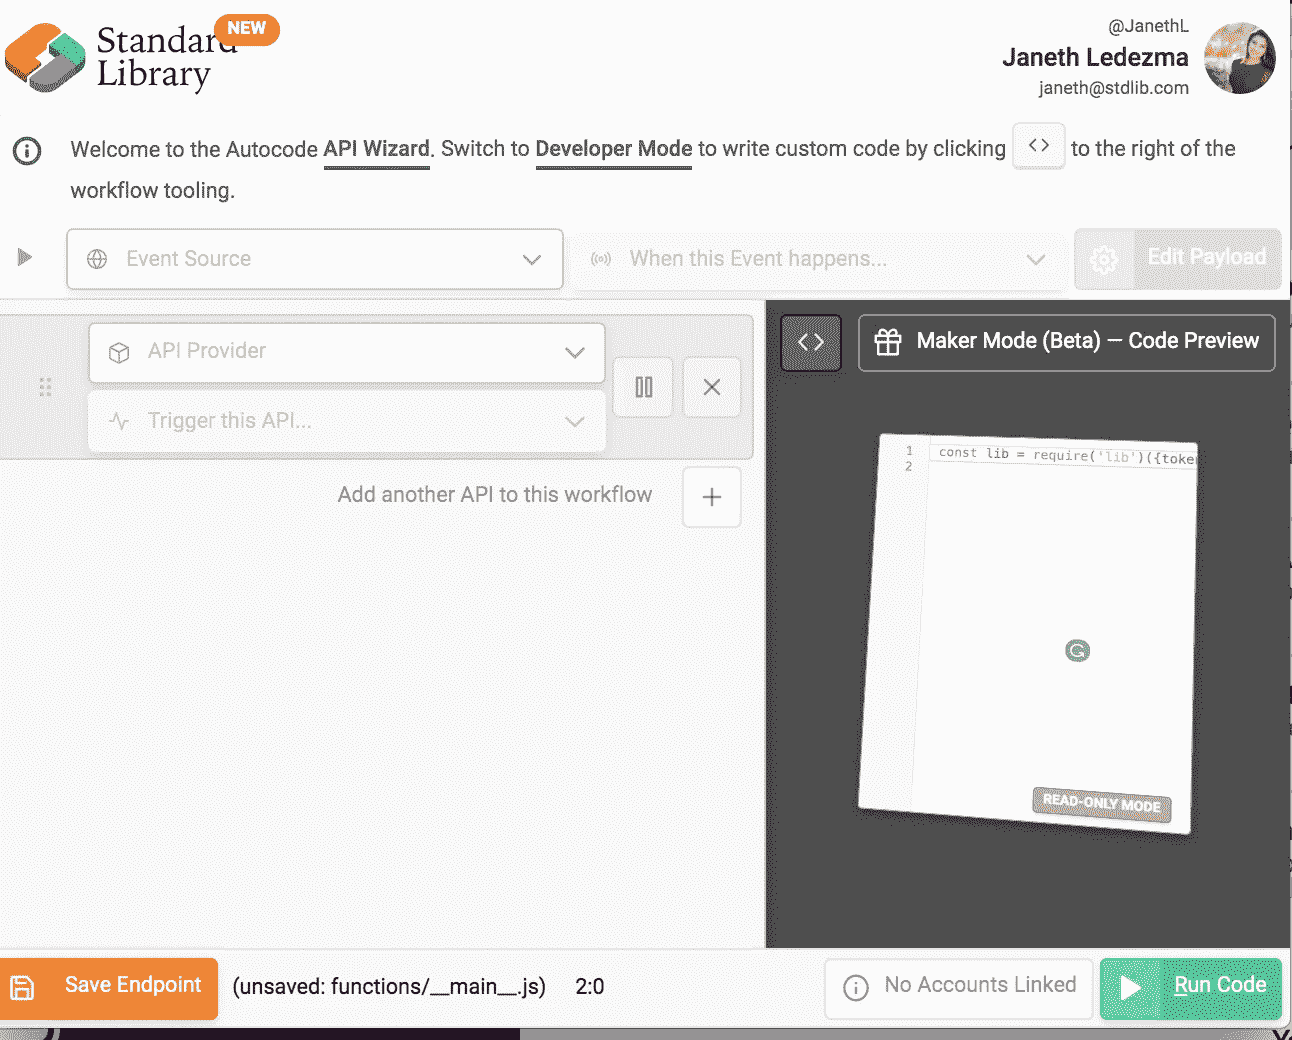 Standard
Library
NEW
@JanethL
Janeth Ledezma
janeth@stdlib.com
Welcome to the Autocode API Wizard. Switch to Developer Mode to write custom code by clicking <> to the right of the
workflow tooling.
Event Source
When this Event happens...
Edit Payload
API Provider
Trigger this API...
Add another API to this workflow
<> Maker Mode (Beta) — Code Preview
1 const lib = require('lib')({token
2
READ-ONLY MODE
Save Endpoint
(unsaved: functions/__main__.js) 2:0
No Accounts Linked
Run Code